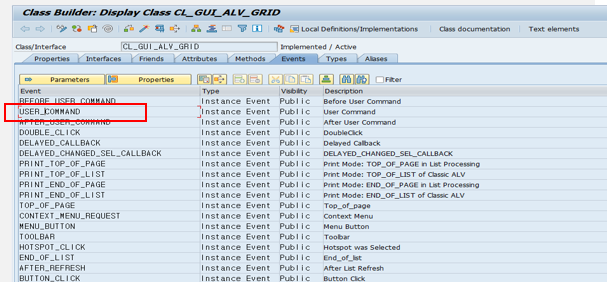 Class Builder: Display Class CL_GUI_ALV_GRID
Local Definitions/Implementations Class documentation Text elements
Class/Interface CL_GUI_ALV_GRID Implemented / Active
Properties Interfaces Friends Attributes Methods Events Types Aliases
Parameters Properties Filter
Event Type Visibility Description
BEFORE_USER_COMMAND Instance Event Public Before User Command
USER_COMMAND Instance Event Public User Command
AFTER_USER_COMMAND Instance Event Public After User Command
DOUBLE_CLICK Instance Event Public DoubleClick
DELAYED_CALLBACK Instance Event Public Delayed Callback
DELAYED_CHANGED_SEL_CALLBACK Instance Event Public DELAYED_CHANGED_SEL_CALLBACK
PRINT_TOP_OF_PAGE Instance Event Public Print Mode: TOP_OF_PAGE in List Processing
PRINT_TOP_OF_LIST Instance Event Public Print Mode: TOP_OF_LIST of Classic ALV
PRINT_END_OF_PAGE Instance Event Public Print Mode: END_OF_PAGE in List Processing
PRINT_END_OF_LIST Instance Event Public Print Mode: END_OF_LIST of Classic ALV
TOP_OF_PAGE Instance Event Public Top_of_page
CONTEXT_MENU_REQUEST Instance Event Public Context Menu
MENU_BUTTON Instance Event Public Menu Button
TOOLBAR Instance Event Public Toolbar
HOTSPOT_CLICK Instance Event Public Hotspot was Selected
END_OF_LIST Instance Event Public End_of_list
AFTER_REFRESH Instance Event Public After List Refresh
BUTTON_CLICK Instance Event Public Button Click